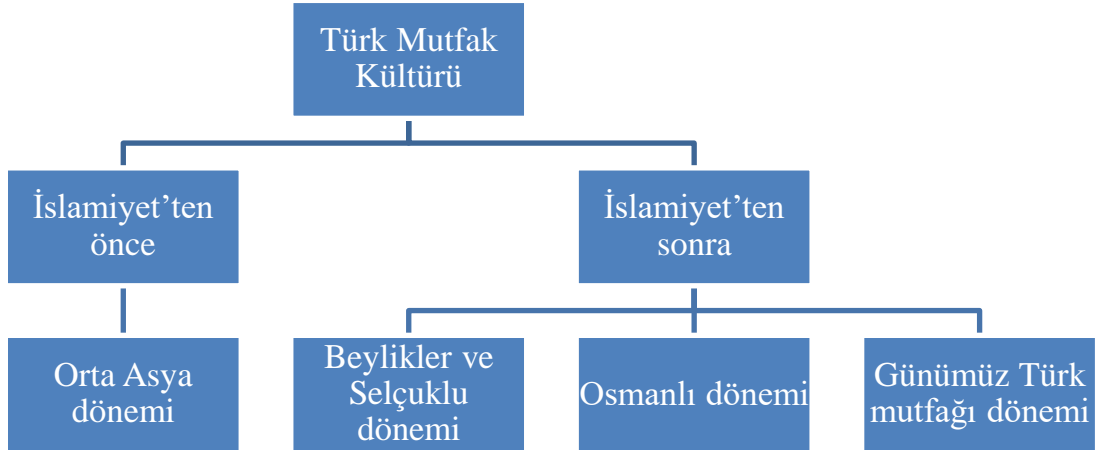 Türk Mutfak
Kültürü
İslamiyet’ten
önce
İslamiyet’ten
sonra
Orta Asya
dönemi
Beylikler ve
Selçuklu
dönemi
Osmanlı dönemi
Günümüz Türk
mutfağı dönemi